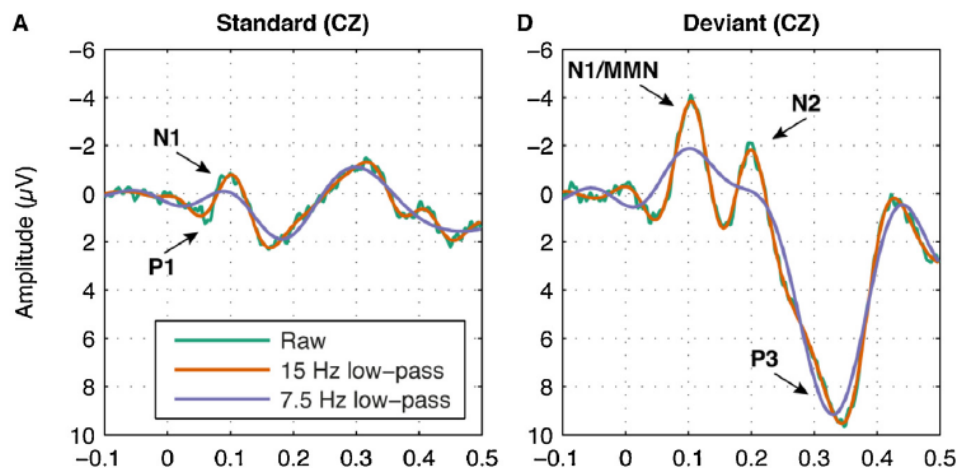 A
Standard (CZ)
D
Deviant (CZ)
Amplitude (µV)
−6
−4
−2
0
2
4
6
8
10
N1
P1
Raw
15 Hz low−pass
7.5 Hz low−pass
−0.1
0
0.1
0.2
0.3
0.4
0.5
−6
−4
−2
0
2
4
6
8
10
N1/MMN
N2
P3
−0.1
0
0.1
0.2
0.3
0.4
0.5